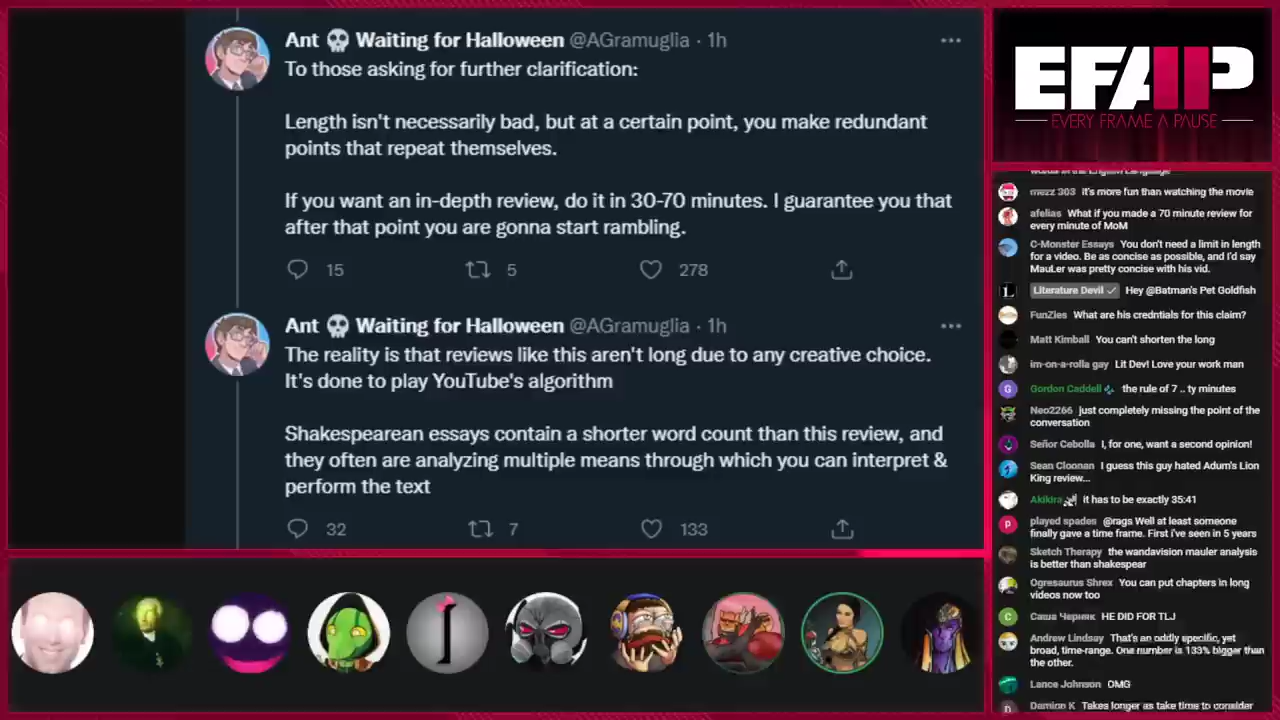 Ant 💀 Waiting for Halloween @AGramuglia · 1h
To those asking for further clarification:
Length isn't necessarily bad, but at a certain point, you make redundant
points that repeat themselves.
If you want an in-depth review, do it in 30-70 minutes. I guarantee you that
after that point you are gonna start rambling.
15 5 278
Ant 💀 Waiting for Halloween @AGramuglia · 1h
The reality is that reviews like this aren't long due to any creative choice.
It's done to play YouTube's algorithm
Shakespearean essays contain a shorter word count than this review, and
they often are analyzing multiple means through which you can interpret &
perform the text
32 7 133
EFAP
EVERY FRAME A PAUSE
mezz 303 it's more fun than watching the movie
afelias What if you made a 70 minute review for
every minute of MoM
C-Monster Essays You don't need a limit in length
for a video. Be as concise as possible, and I'd say
MauLer was pretty concise with his vid.
Literature Devil ✓ Hey @Batman's Pet Goldfish
FunZies What are his credntials for this claim?
Matt Kimball You can't shorten the long
im-on-a-rolla gay Lit Dev! Love your work man
G Gordon Caddell the rule of 7 .. ty minutes
Neo2266 just completely missing the point of the
conversation
Señor Cebolla I, for one, want a second opinion!
Sean Cloonan I guess this guy hated Adum's Lion
King review...
Akikira it has to be exactly 35:41
P played spades @rags Well at least someone
finally gave a time frame. First i've seen in 5 years
Sketch Therapy the wandavision mauler analysis
is better than shakespear
Ogresaurus Shrex You can put chapters in long
videos now too
C Саша Черняк HE DID FOR TLJ
Andrew Lindsay That's an oddly specific, yet
broad, time-range. One number is 133% bigger than
the other.
Lance Johnson OMG
D Damion K Takes longer as take time to consider